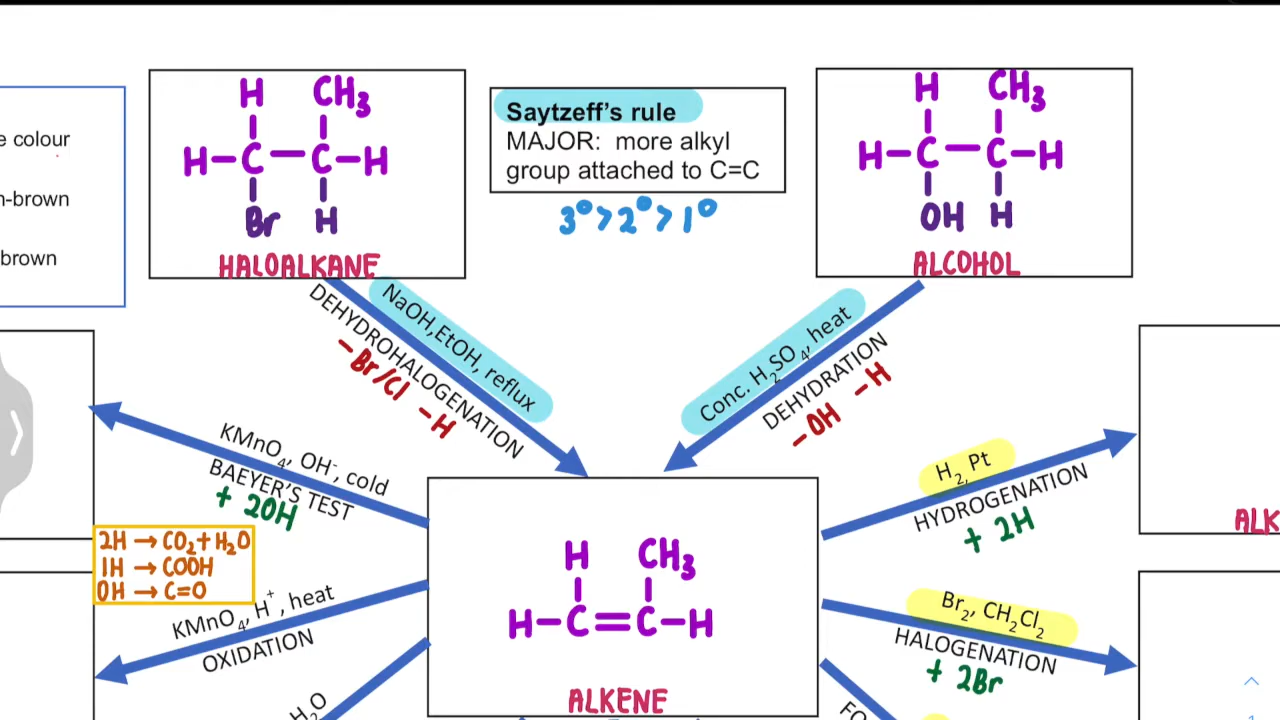 e colour
n-brown
brown
H CH₃
H–C–C–H
Br H
HALOALKANE
Saytzeff's rule
MAJOR: more alkyl
group attached to C=C
3° > 2° > 1°
H CH₃
H–C–C–H
OH H
ALCOHOL
NaOH,EtOH, reflux
DEHYDROHALOGENATION
-Br/Cl -H
Conc. H₂SO₄, heat
DEHYDRATION
-OH -H
KMnO₄, OH⁻, cold
BAEYER'S TEST
+ 2OH
H₂, Pt
HYDROGENATION
+ 2H
ALK
2H → CO₂ + H₂O
1H → COOH
0H → C=O
KMnO₄, H⁺, heat
OXIDATION
H CH₃
H–C=C–H
ALKENE
Br₂, CH₂Cl₂
HALOGENATION
+ 2Br
H₂O
FO